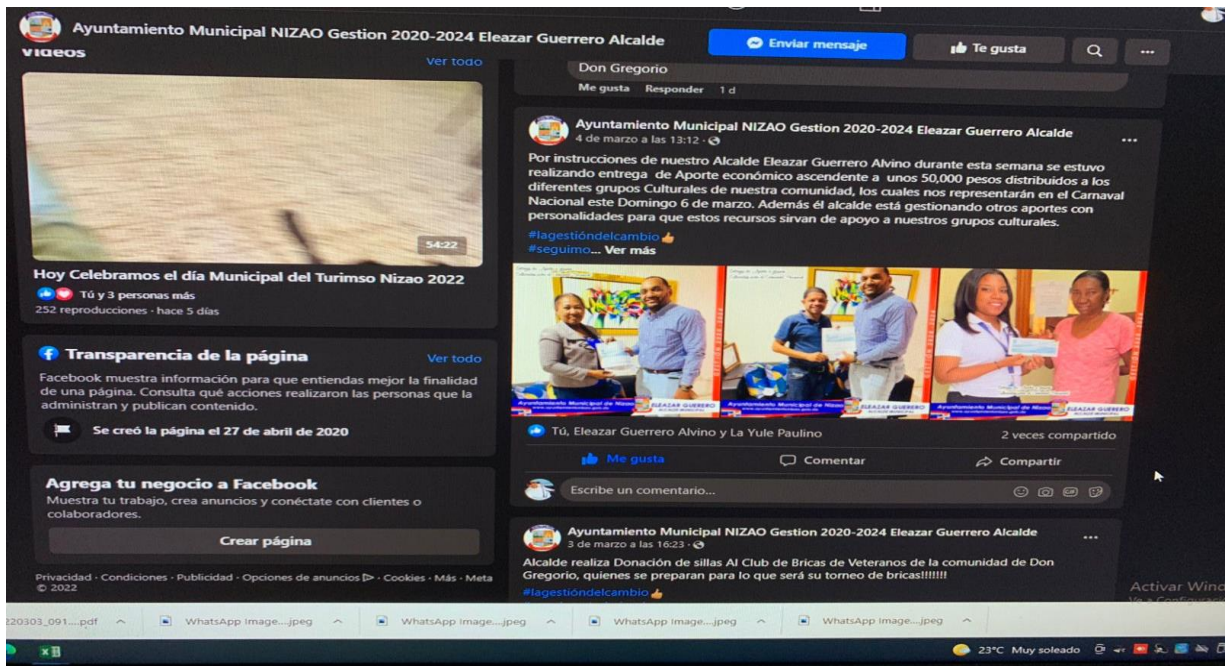 Ayuntamiento Municipal NIZAO Gestion 2020-2024 Eleazar Guerrero Alcalde
Enviar mensaje
Te gusta
Videos
Ver todo
54:22
Hoy Celebramos el día Municipal del Turimso Nizao 2022
Tú y 3 personas más
252 reproducciones · hace 5 días
Transparencia de la página
Ver todo
Facebook muestra información para que entiendas mejor la finalidad
de una página. Consulta qué acciones realizaron las personas que la
administran y publican contenido.
Se creó la página el 27 de abril de 2020
Agrega tu negocio a Facebook
Muestra tu trabajo, crea anuncios y conéctate con clientes o
colaboradores.
Crear página
Privacidad · Condiciones · Publicidad · Opciones de anuncios · Cookies · Más · Meta
© 2022
Don Gregorio
Me gusta Responder 1 d
Ayuntamiento Municipal NIZAO Gestion 2020-2024 Eleazar Guerrero Alcalde
4 de marzo a las 13:12 ·
Por instrucciones de nuestro Alcalde Eleazar Guerrero Alvino durante esta semana se estuvo
realizando entrega de Aporte económico ascendente a unos 50,000 pesos distribuidos a los
diferentes grupos Culturales de nuestra comunidad, los cuales nos representarán en el Carnaval
Nacional este Domingo 6 de marzo. Además él alcalde está gestionando otros aportes con
personalidades para que estos recursos sirvan de apoyo a nuestros grupos culturales.
#lagestióndelcambio
#seguimo... Ver más
Ayuntamiento Municipal de Nizao
ELEAZAR GUERRERO
ALCALDE MUNICIPAL
Ayuntamiento Municipal de Nizao
ELEAZAR GUERRERO
ALCALDE MUNICIPAL
Ayuntamiento Municipal de Nizao
ELEAZAR GUERRERO
ALCALDE MUNICIPAL
Tú, Eleazar Guerrero Alvino y La Yule Paulino
2 veces compartido
Me gusta
Comentar
Compartir
Escribe un comentario...
Ayuntamiento Municipal NIZAO Gestion 2020-2024 Eleazar Guerrero Alcalde
3 de marzo a las 16:23 ·
Alcalde realiza Donación de sillas Al Club de Bricas de Veteranos de la comunidad de Don
Gregorio, quienes se preparan para lo que será su torneo de bricas!!!!!!!
#lagestióndelcambio
Activar Wind
220303_091....pdf
WhatsApp Image....jpeg
WhatsApp Image....jpeg
WhatsApp Image....jpeg
WhatsApp Image....jpeg
23°C Muy soleado